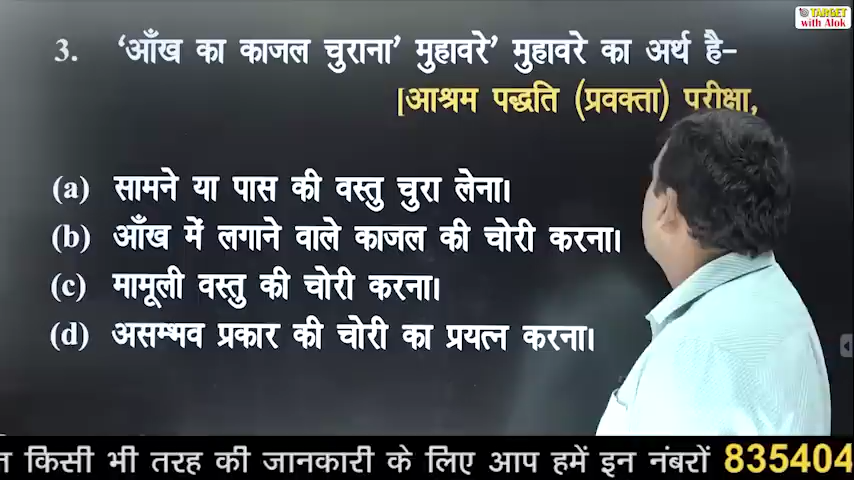 TARGET
with Alok
3. ‘आँख का काजल चुराना’ मुहावरे’ मुहावरे का अर्थ है–
[आश्रम पद्धति (प्रवक्ता) परीक्षा,
(a) सामने या पास की वस्तु चुरा लेना।
(b) आँख में लगाने वाले काजल की चोरी करना।
(c) मामूली वस्तु की चोरी करना।
(d) असम्भव प्रकार की चोरी का प्रयत्न करना।
किसी भी तरह की जानकारी के लिए आप हमें इन नंबरों 835404